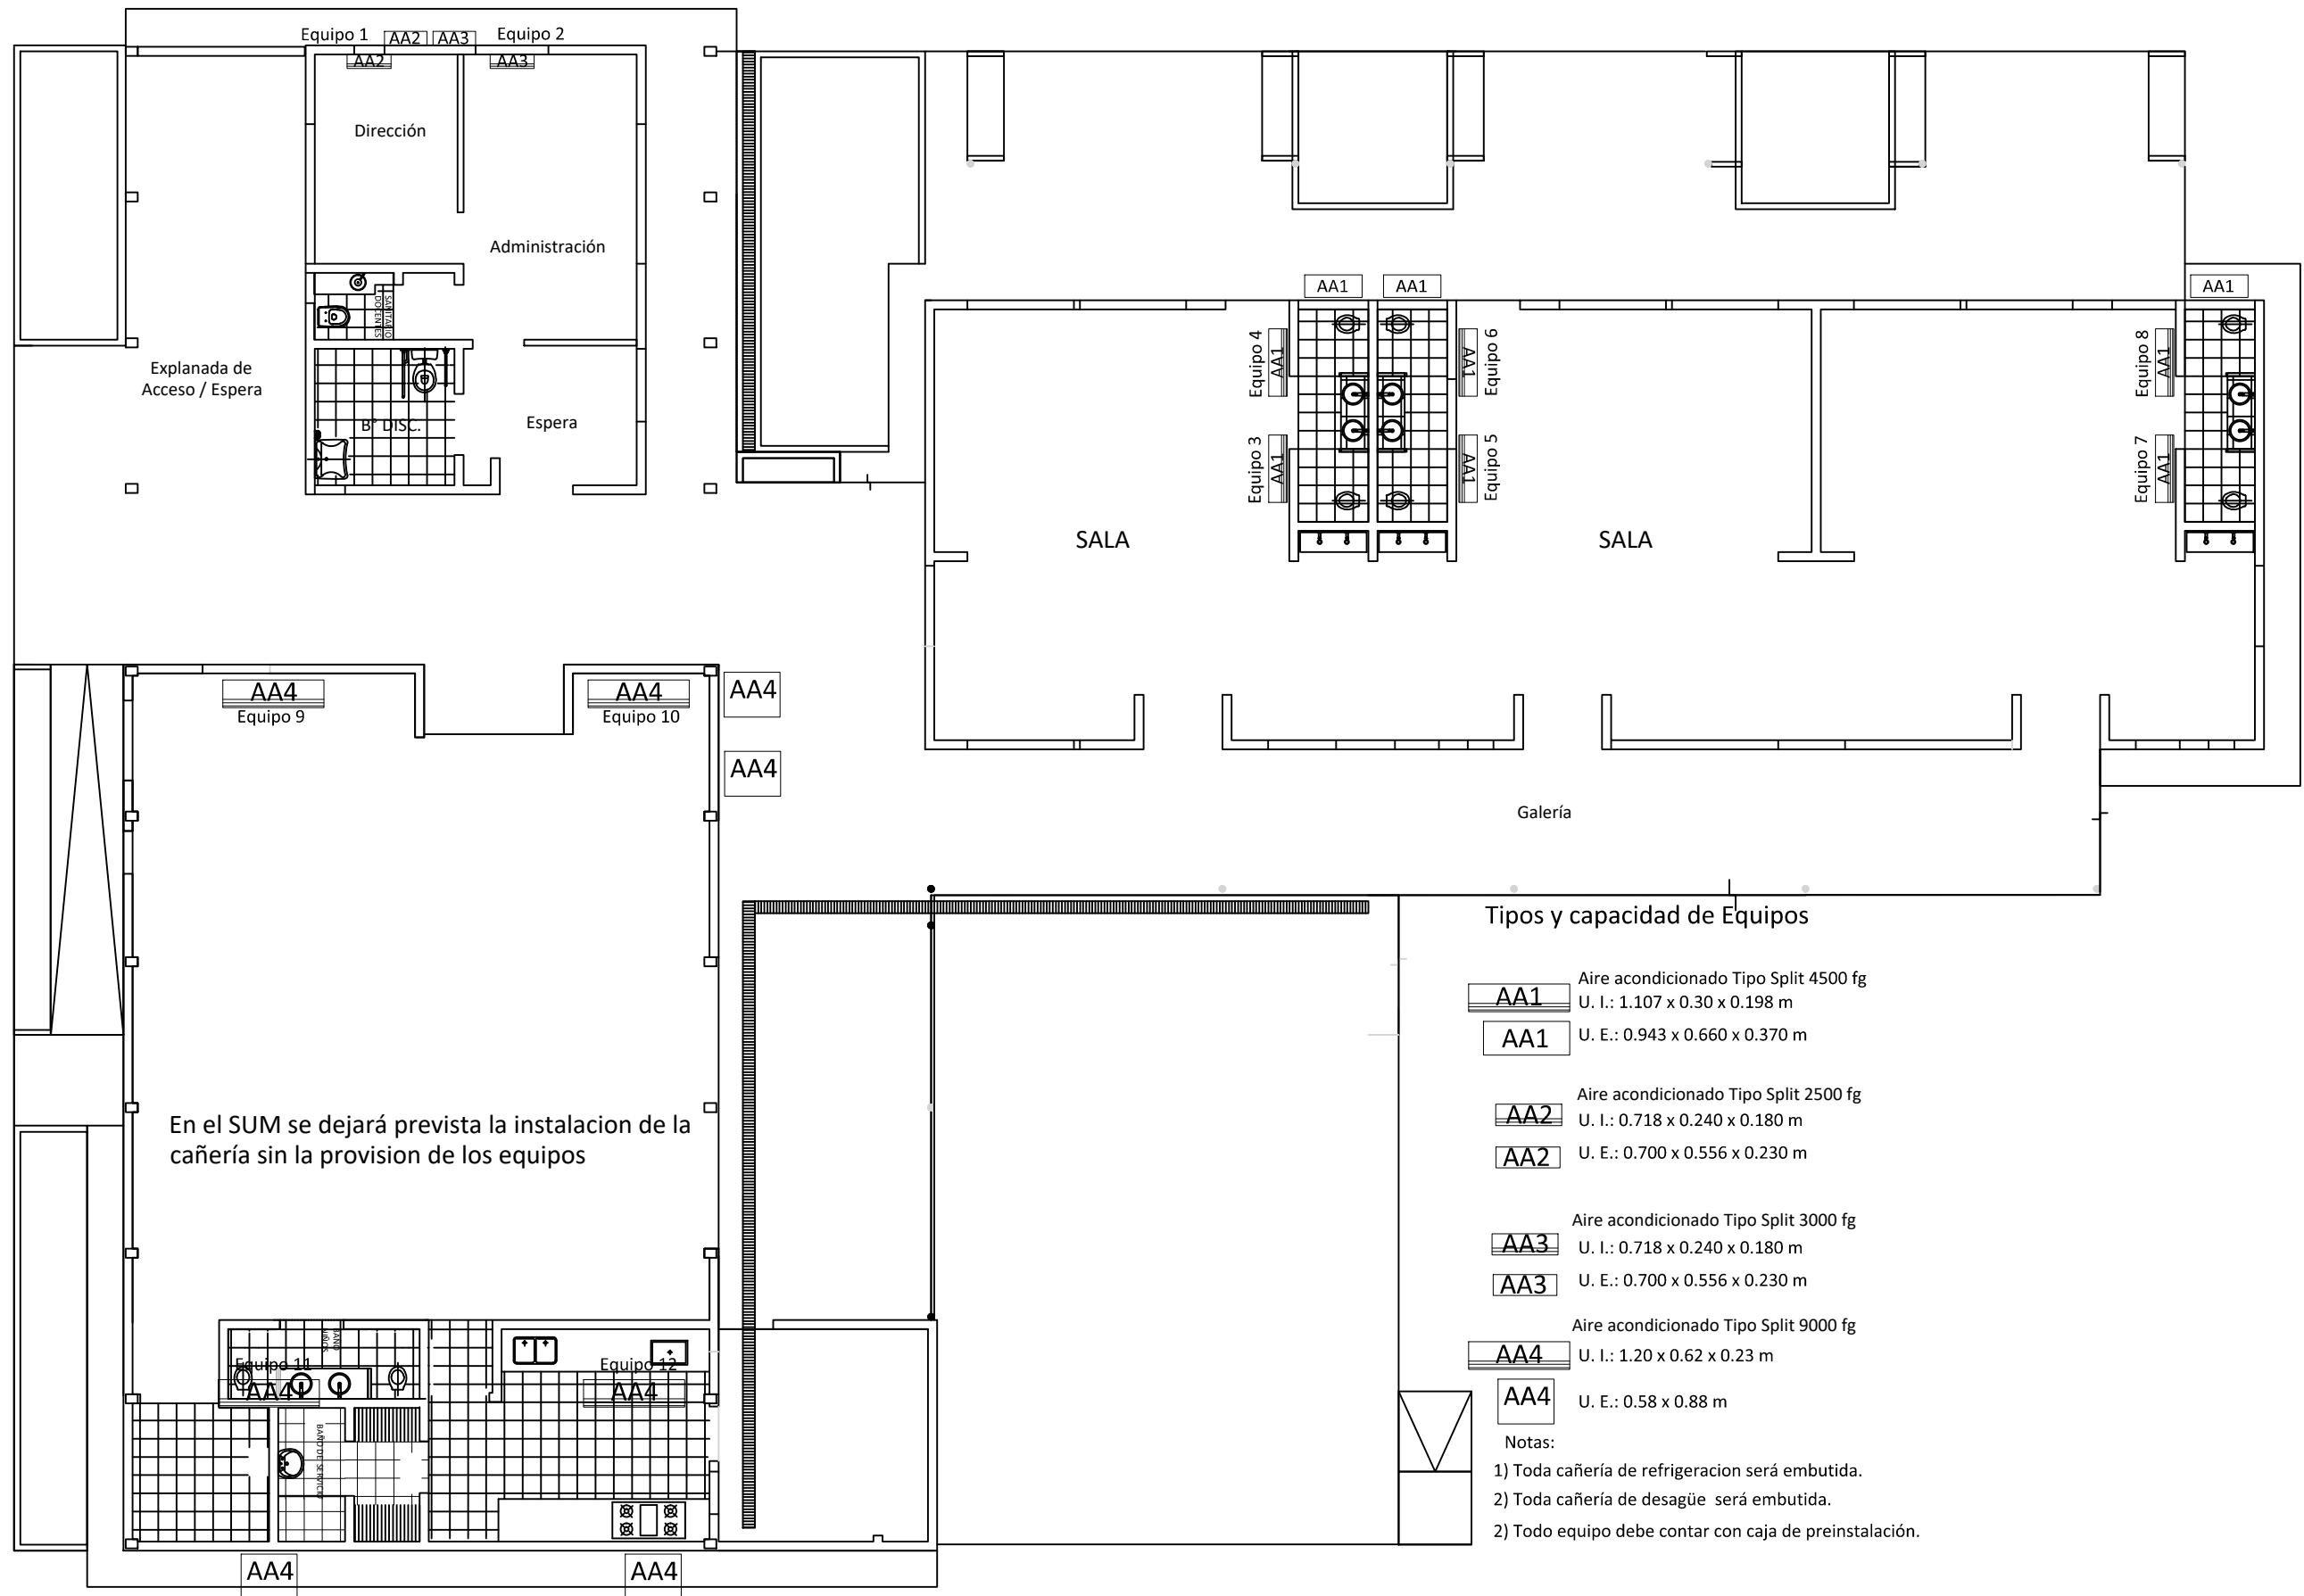 Equipo 1
AA2
AA3
Equipo 2
AA2
AA3
Dirección
Administración
SANITARIO
DOCENTES
Explanada de
Acceso / Espera
B° DISC.
Espera
AA1
AA1
AA1
Equipo 4
AA1
AA1
Equipo 6
Equipo 8
AA1
Equipo 3
AA1
AA1
Equipo 5
Equipo 7
AA1
SALA
SALA
AA4
Equipo 9
AA4
Equipo 10
AA4
AA4
Galería
En el SUM se dejará prevista la instalacion de la
cañería sin la provision de los equipos
BAÑO
NIÑOS
Equipo 11
AA4
Equipo 12
AA4
BAÑO DE SERVICIO
AA4
AA4
Tipos y capacidad de Equipos
Aire acondicionado Tipo Split 4500 fg
AA1
U. I.: 1.107 x 0.30 x 0.198 m
AA1
U. E.: 0.943 x 0.660 x 0.370 m
Aire acondicionado Tipo Split 2500 fg
AA2
U. I.: 0.718 x 0.240 x 0.180 m
AA2
U. E.: 0.700 x 0.556 x 0.230 m
Aire acondicionado Tipo Split 3000 fg
AA3
U. I.: 0.718 x 0.240 x 0.180 m
AA3
U. E.: 0.700 x 0.556 x 0.230 m
Aire acondicionado Tipo Split 9000 fg
AA4
U. I.: 1.20 x 0.62 x 0.23 m
AA4
U. E.: 0.58 x 0.88 m
Notas:
1) Toda cañería de refrigeracion será embutida.
2) Toda cañería de desagüe será embutida.
2) Todo equipo debe contar con caja de preinstalación.